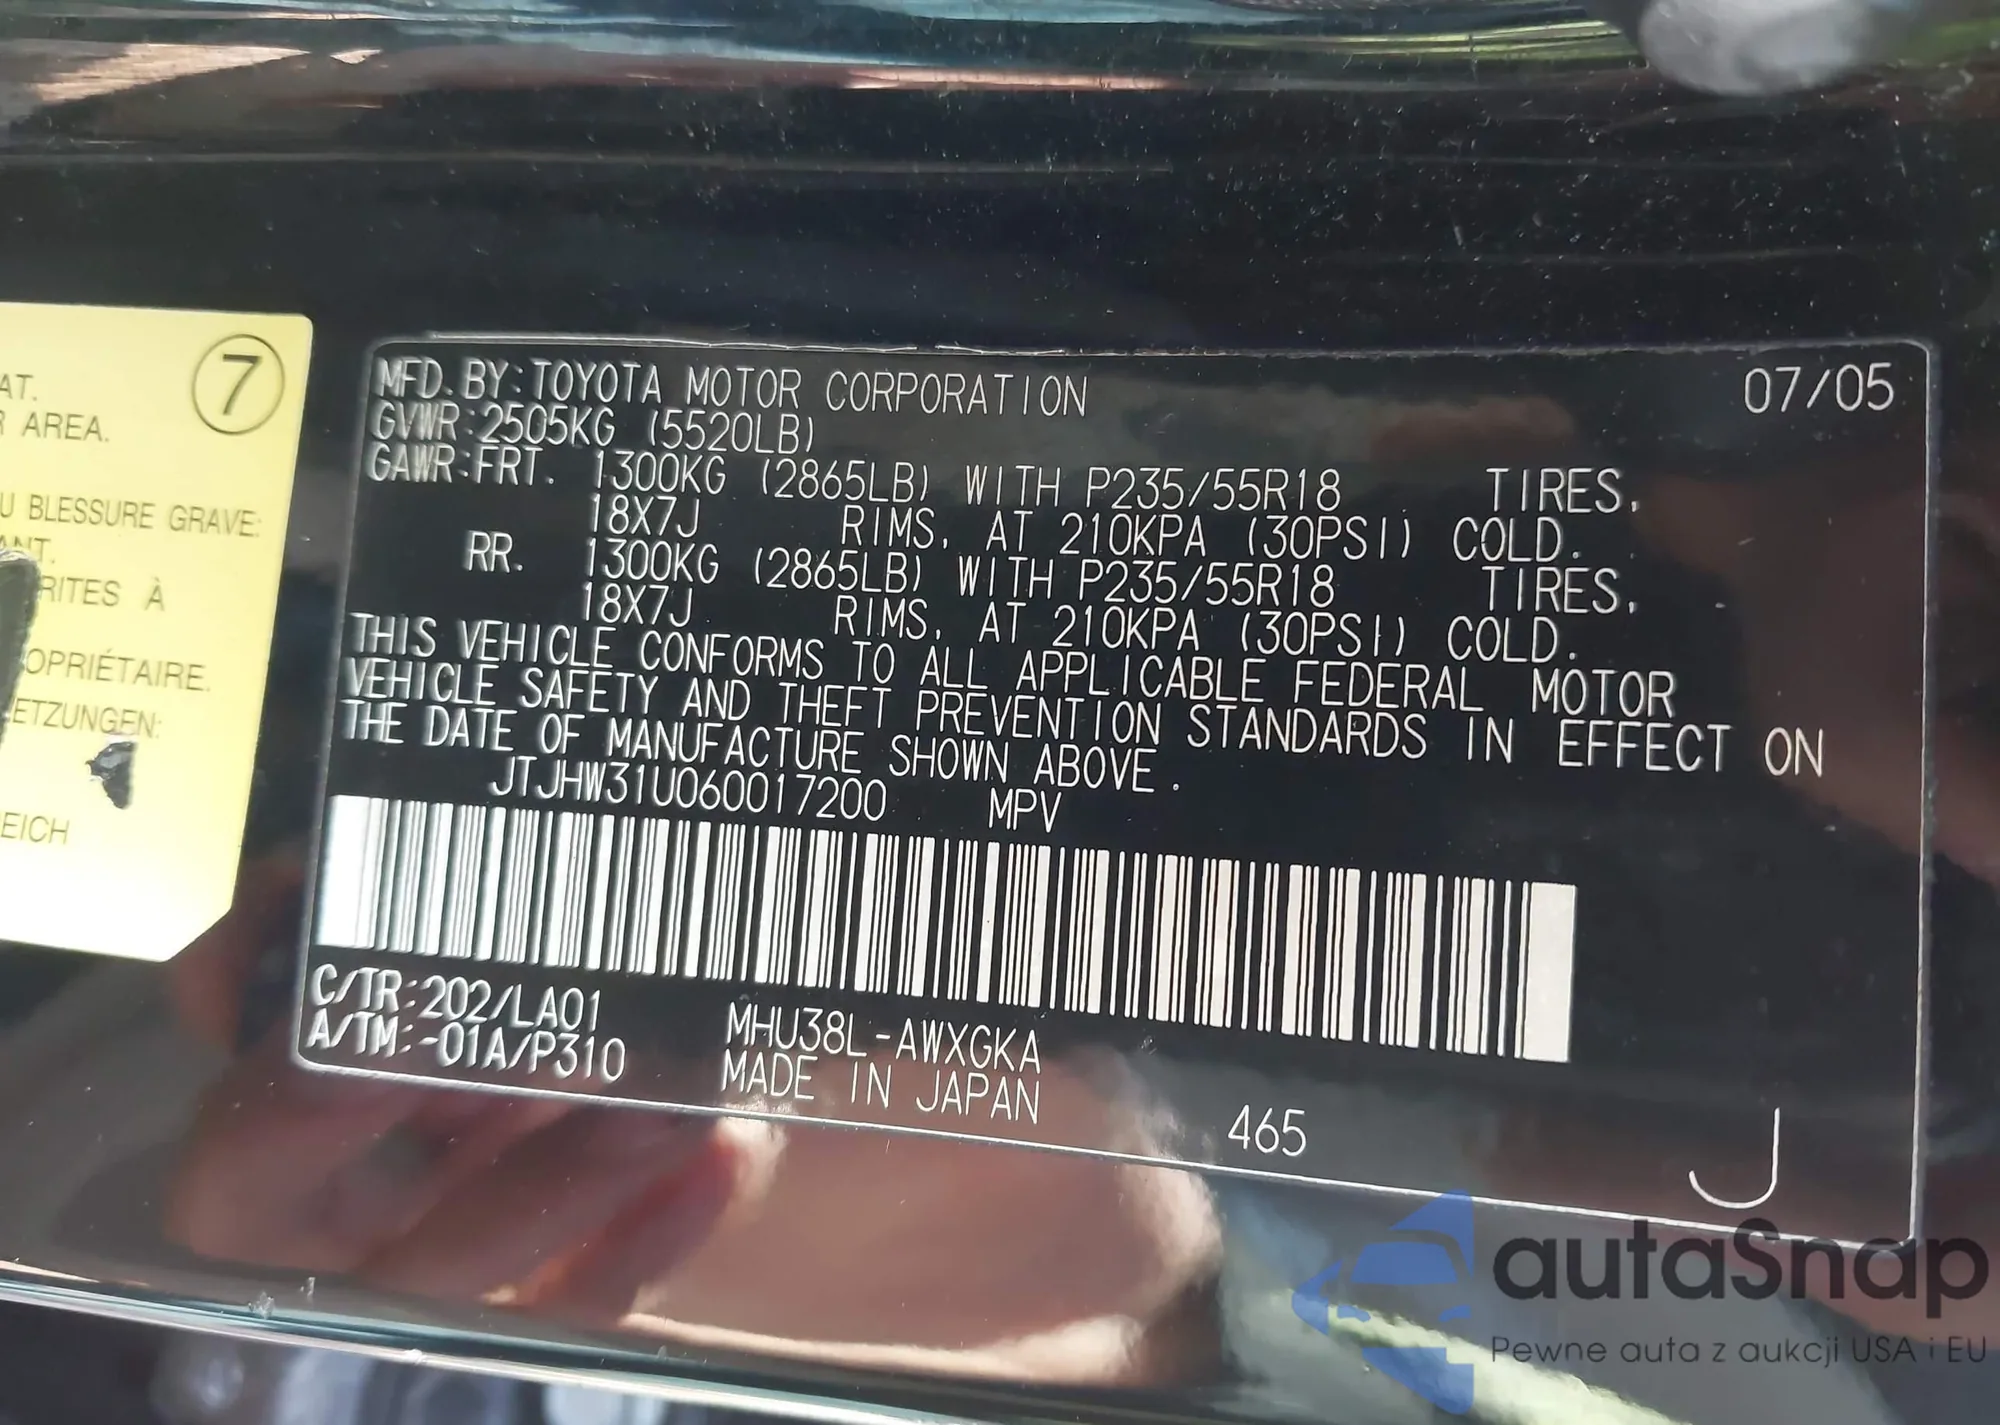 7
AT.
AREA.
U BLESSURE GRAVE:
ANT.
RITES À
OPRIÉTAIRE.
ETZUNGEN:
EICH
MFD. BY: TOYOTA MOTOR CORPORATION 07/05
GVWR: 2505KG (5520LB)
GAWR: FRT. 1300KG (2865LB) WITH P235/55R18 TIRES,
18X7J RIMS, AT 210KPA (30PSI) COLD.
RR. 1300KG (2865LB) WITH P235/55R18 TIRES,
18X7J RIMS, AT 210KPA (30PSI) COLD.
THIS VEHICLE CONFORMS TO ALL APPLICABLE FEDERAL MOTOR
VEHICLE SAFETY AND THEFT PREVENTION STANDARDS IN EFFECT ON
THE DATE OF MANUFACTURE SHOWN ABOVE.
JTJHW31U060017200 MPV
C/TR: 202/LA01 MHU38L-AWXGKA
A/TM: -01A/P310 MADE IN JAPAN
465
J
autaSnap
Pewne auta z aukcji USA i EU